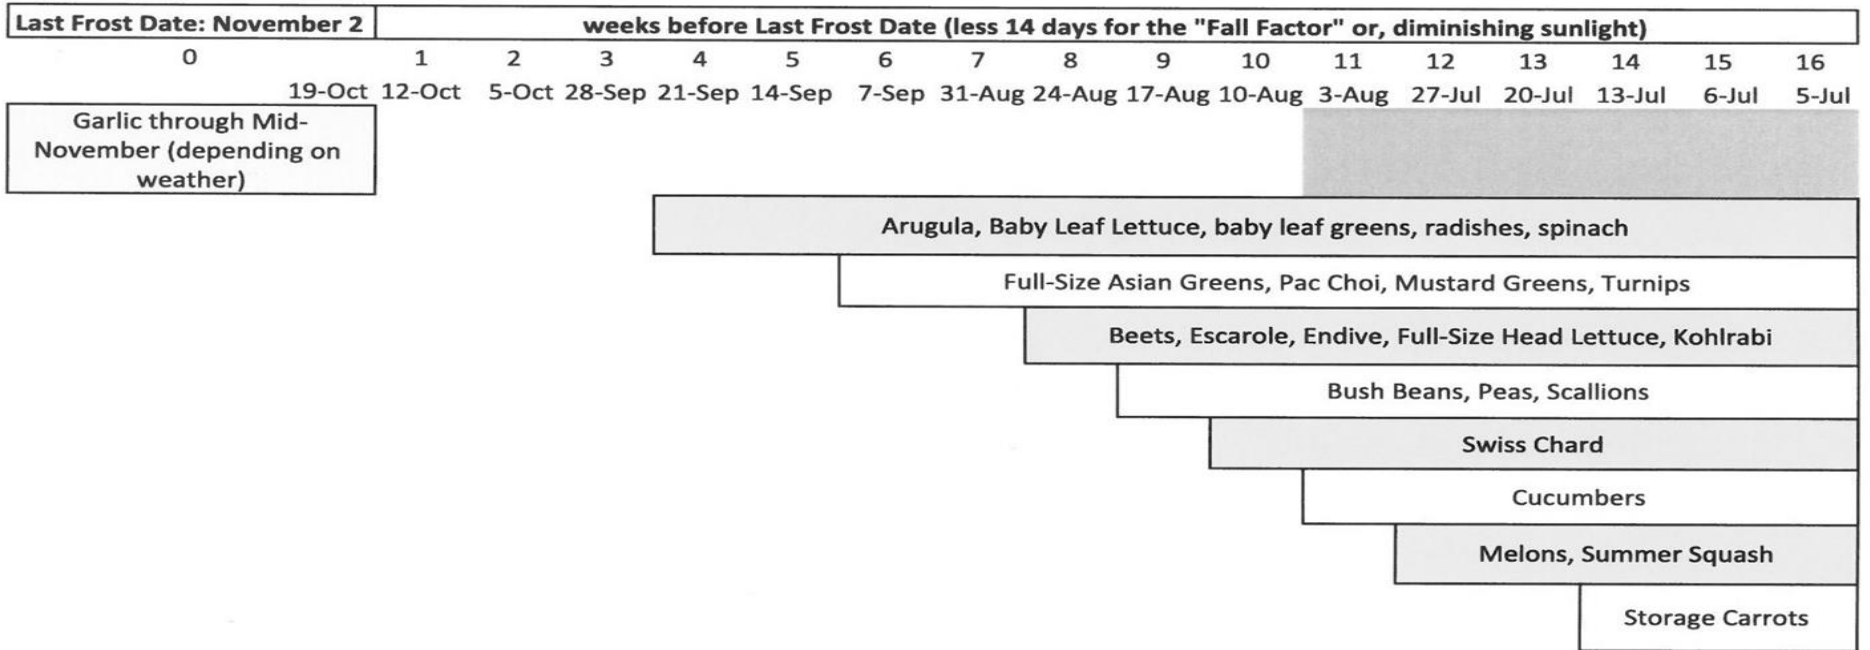 Last Frost Date: November 2 weeks before Last Frost Date (less 14 days for the "Fall Factor" or, diminishing sunlight)
0 1 2 3 4 5 6 7 8 9 10 11 12 13 14 15 16
19-Oct 12-Oct 5-Oct 28-Sep 21-Sep 14-Sep 7-Sep 31-Aug 24-Aug 17-Aug 10-Aug 3-Aug 27-Jul 20-Jul 13-Jul 6-Jul 5-Jul
Garlic through Mid-
November (depending on
weather)
Arugula, Baby Leaf Lettuce, baby leaf greens, radishes, spinach
Full-Size Asian Greens, Pac Choi, Mustard Greens, Turnips
Beets, Escarole, Endive, Full-Size Head Lettuce, Kohlrabi
Bush Beans, Peas, Scallions
Swiss Chard
Cucumbers
Melons, Summer Squash
Storage Carrots